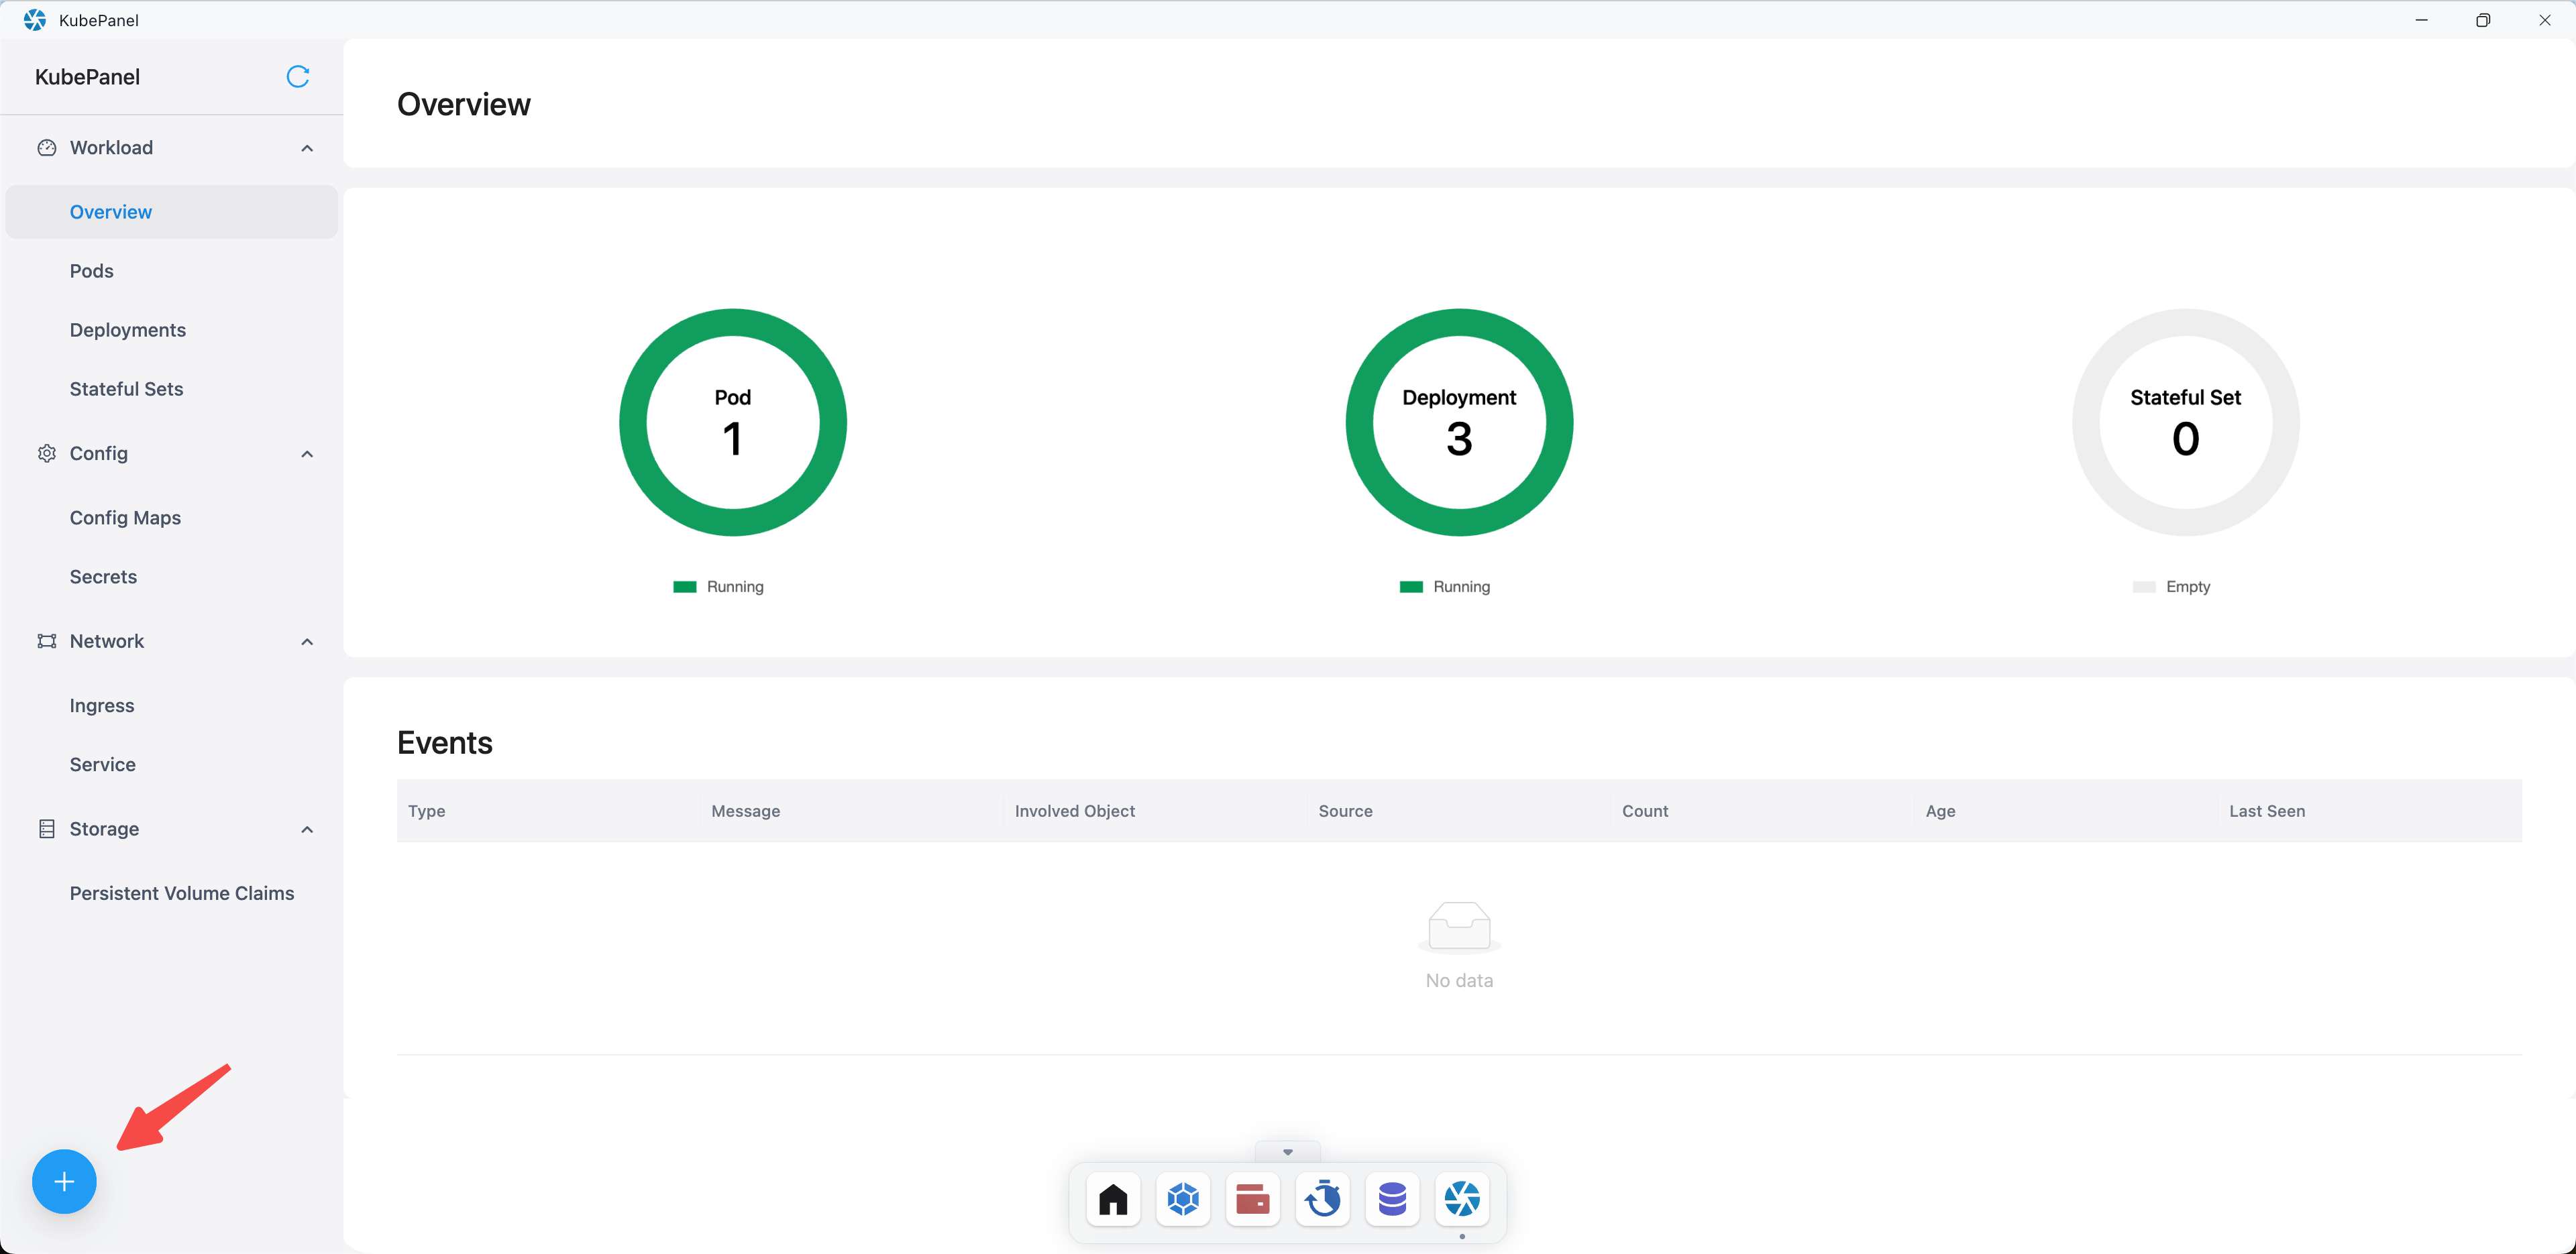 KubePanel
KubePanel
Workload
Overview
Pods
Deployments
Stateful Sets
Config
Config Maps
Secrets
Network
Ingress
Service
Storage
Persistent Volume Claims
Overview
Pod
1
Running
Deployment
3
Running
Stateful Set
0
Empty
Events
Type Message Involved Object Source Count Age Last Seen
No data